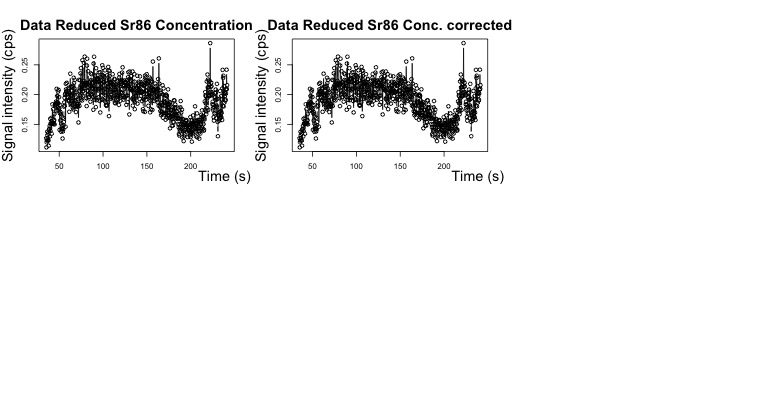 Data Reduced Sr86 Concentration
Signal intensity (cps)
0.15 0.20 0.25
50 100 150 200
Time (s)
Data Reduced Sr86 Conc. corrected
Signal intensity (cps)
0.15 0.20 0.25
50 100 150 200
Time (s)